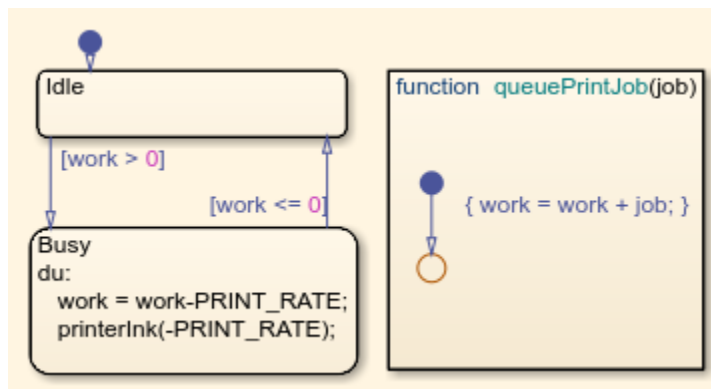 Idle
[work > 0]
[work <= 0]
Busy
du:
work = work-PRINT_RATE;
printerInk(-PRINT_RATE);
function queuePrintJob(job)
{ work = work + job; }